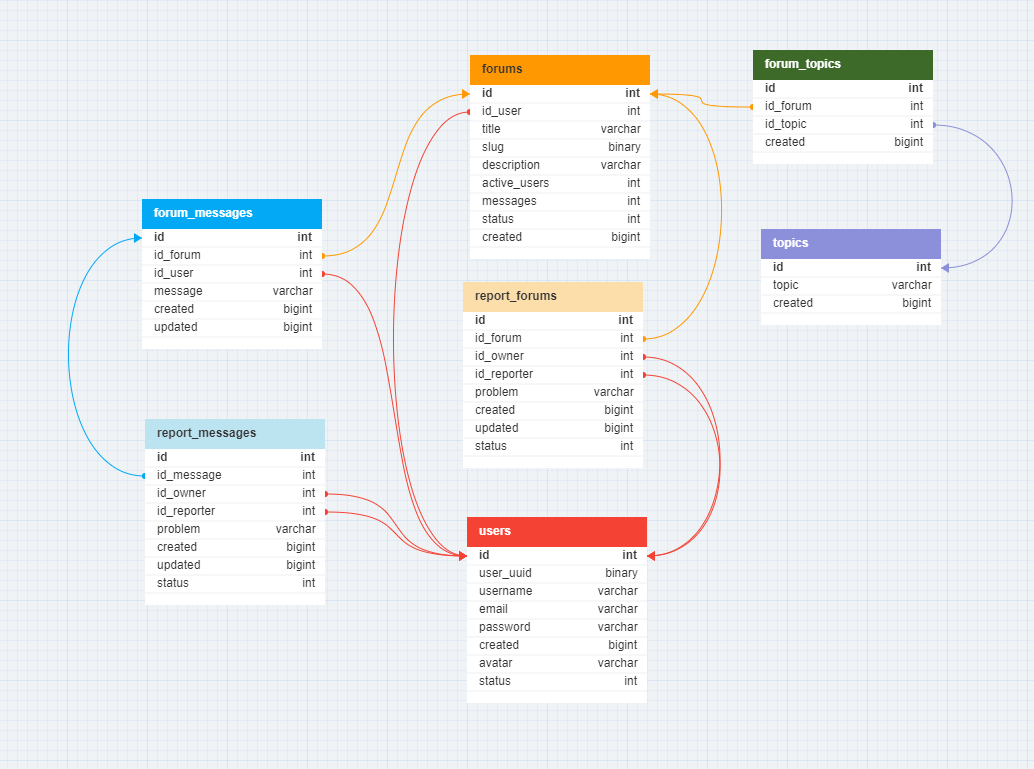 forums
id int
id_user int
title varchar
slug binary
description varchar
active_users int
messages int
status int
created bigint
forum_topics
id int
id_forum int
id_topic int
created bigint
forum_messages
id int
id_forum int
id_user int
message varchar
created bigint
updated bigint
topics
id int
topic varchar
created bigint
report_forums
id int
id_forum int
id_owner int
id_reporter int
problem varchar
created bigint
updated bigint
status int
report_messages
id int
id_message int
id_owner int
id_reporter int
problem varchar
created bigint
updated bigint
status int
users
id int
user_uuid binary
username varchar
email varchar
password varchar
created bigint
avatar varchar
status int